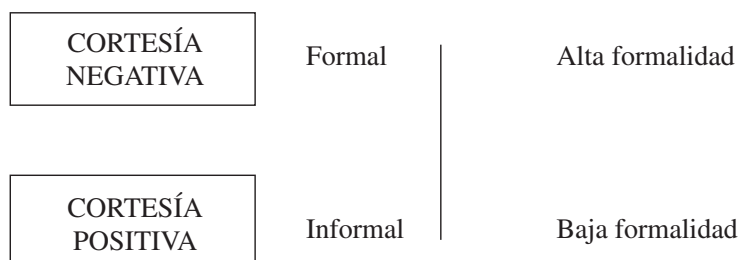 CORTESÍA
NEGATIVA
Formal
Alta formalidad
CORTESÍA
POSITIVA
Informal
Baja formalidad